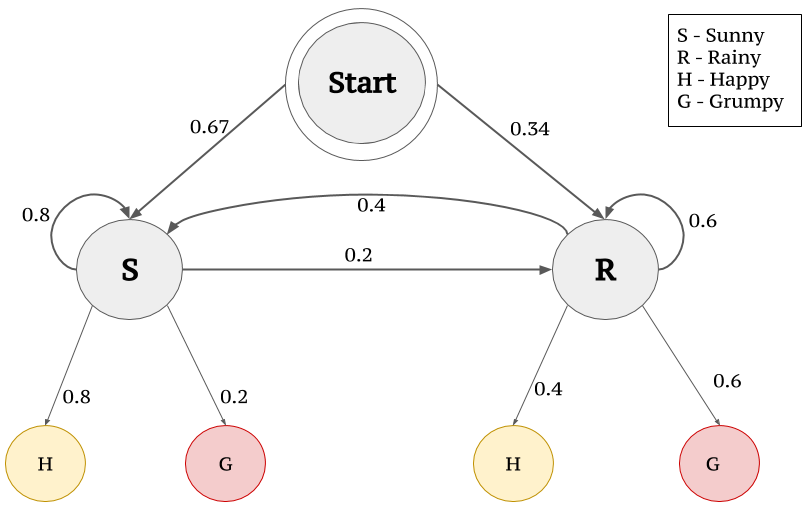 Start
S - Sunny
R - Rainy
H - Happy
G - Grumpy
0.67
0.34
0.8
0.4
0.6
0.2
S
R
0.8
0.2
0.4
0.6
H
G
H
G